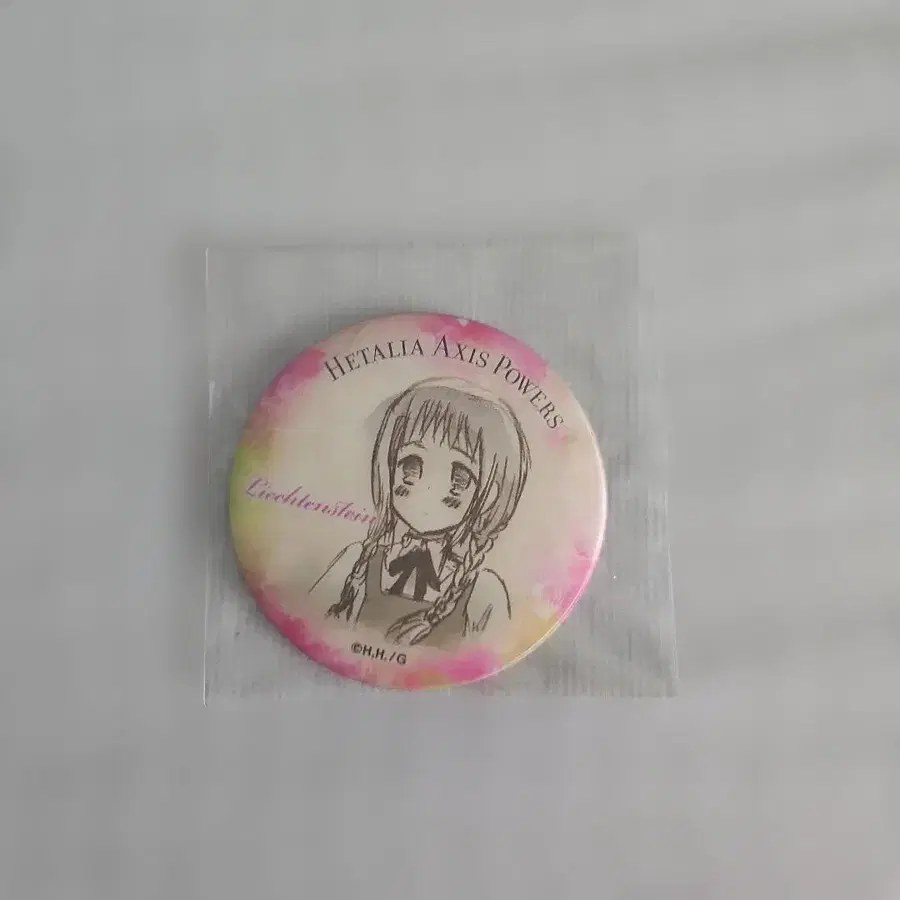 HETALIA AXIS POWERS
Liechtenstein
©H.H./G